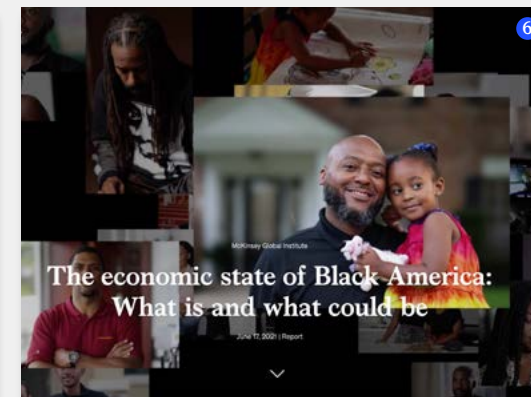 6
McKinsey Global Institute
The economic state of Black America:
What is and what could be
June 17, 2021 | Report